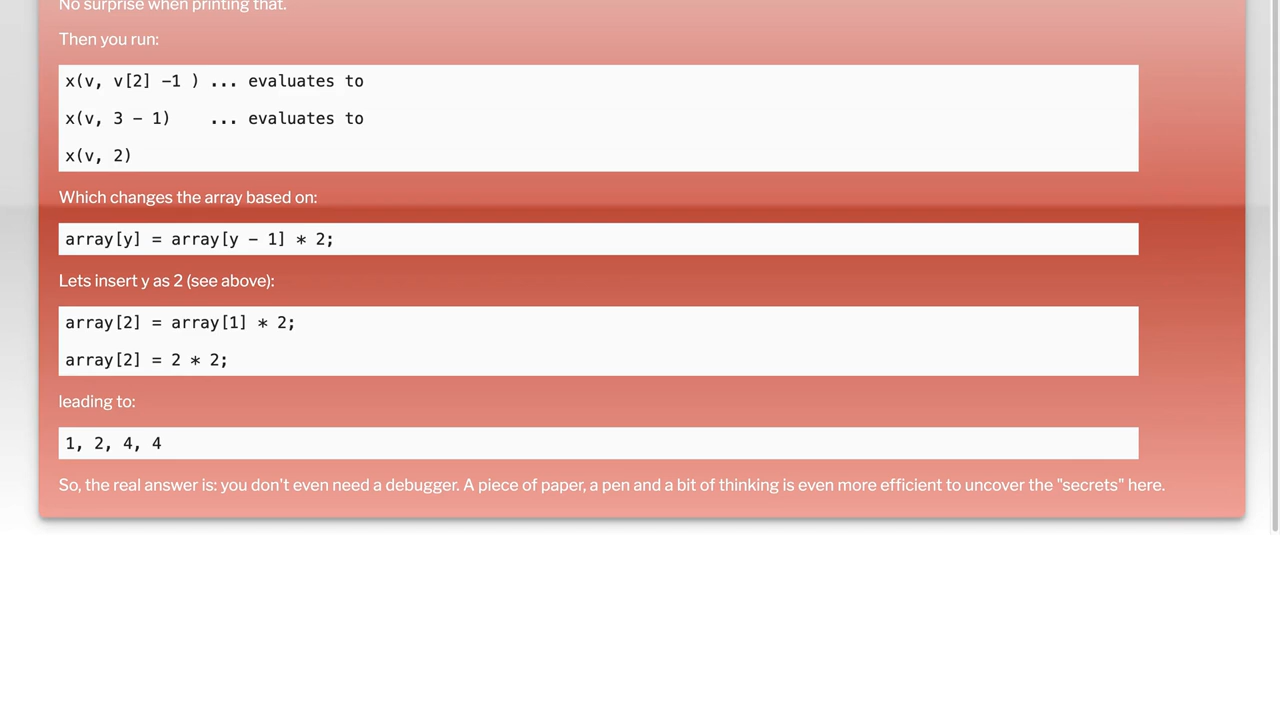 No surprise when printing that.
Then you run:
x(v, v[2] -1 ) ... evaluates to
x(v, 3 - 1)    ... evaluates to
x(v, 2)
Which changes the array based on:
array[y] = array[y - 1] * 2;
Lets insert y as 2 (see above):
array[2] = array[1] * 2;
array[2] = 2 * 2;
leading to:
1, 2, 4, 4
So, the real answer is: you don't even need a debugger. A piece of paper, a pen and a bit of thinking is even more efficient to uncover the "secrets" here.